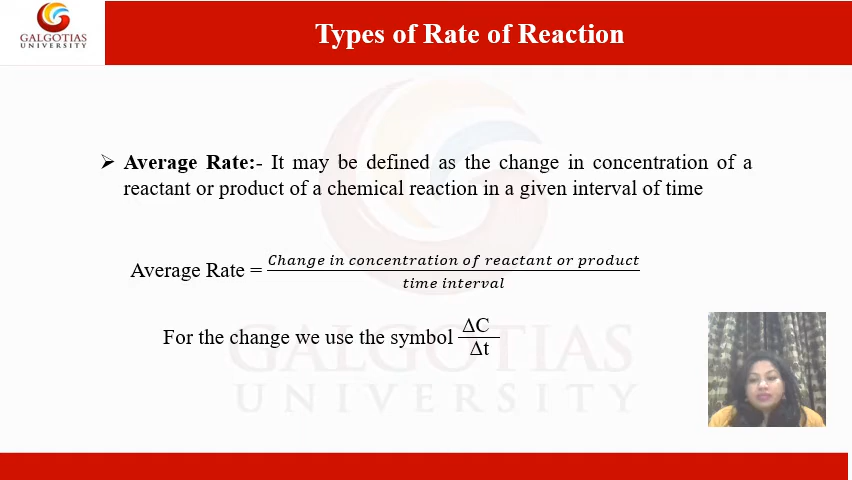 GALGOTIAS
UNIVERSITY
Types of Rate of Reaction
➢ Average Rate:- It may be defined as the change in concentration of a
reactant or product of a chemical reaction in a given interval of time
Average Rate = Change in concentration of reactant or product
time interval
For the change we use the symbol ΔC
Δt
GALGOTIAS
UNIVERSITY